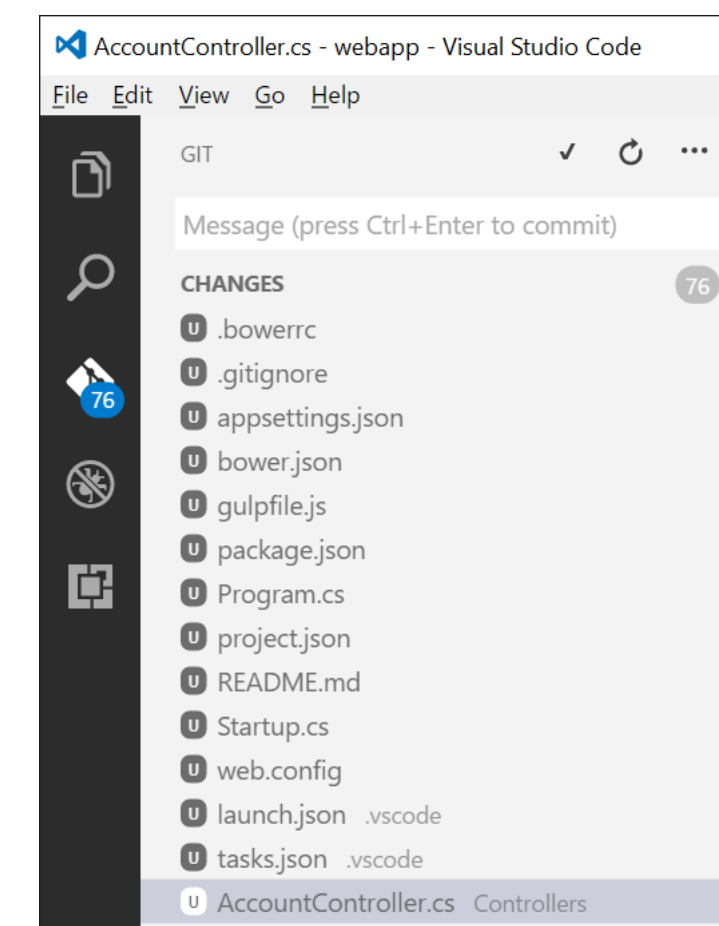 AccountController.cs - webapp - Visual Studio Code
File Edit View Go Help
GIT
Message (press Ctrl+Enter to commit)
CHANGES 76
U .bowerrc
U .gitignore
76
U appsettings.json
U bower.json
U gulpfile.js
U package.json
U Program.cs
U project.json
U README.md
U Startup.cs
U web.config
U launch.json .vscode
U tasks.json .vscode
U AccountController.cs Controllers